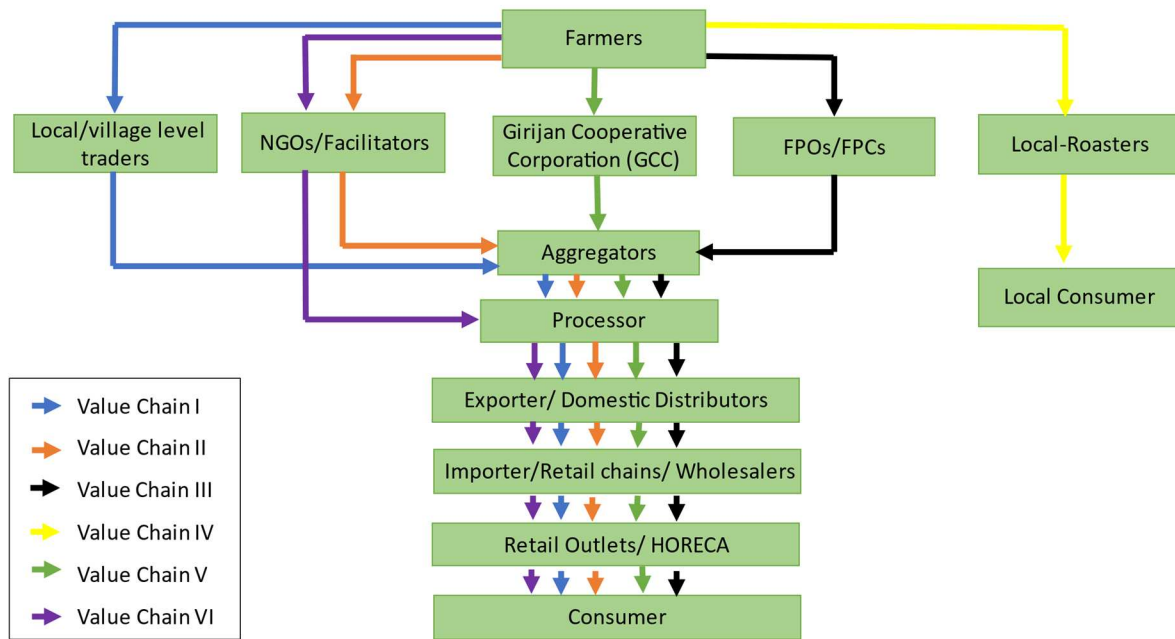 Farmers
Local/village level
traders
NGOs/Facilitators
Girijan Cooperative
Corporation (GCC)
FPOs/FPCs
Local-Roasters
Aggregators
Local Consumer
Processor
Exporter/ Domestic Distributors
Importer/Retail chains/ Wholesalers
Retail Outlets/ HORECA
Consumer
Value Chain I
Value Chain II
Value Chain III
Value Chain IV
Value Chain V
Value Chain VI